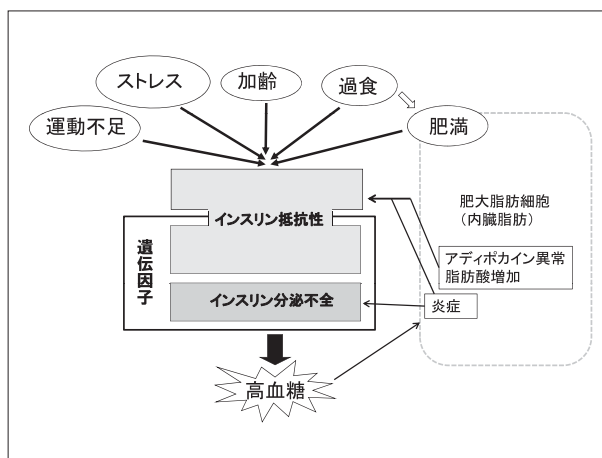 ストレス
加齢
過食
運動不足
肥満
肥大脂肪細胞
（内臓脂肪）
インスリン抵抗性
遺伝因子
アディポカイン異常
脂肪酸増加
インスリン分泌不全
炎症
高血糖